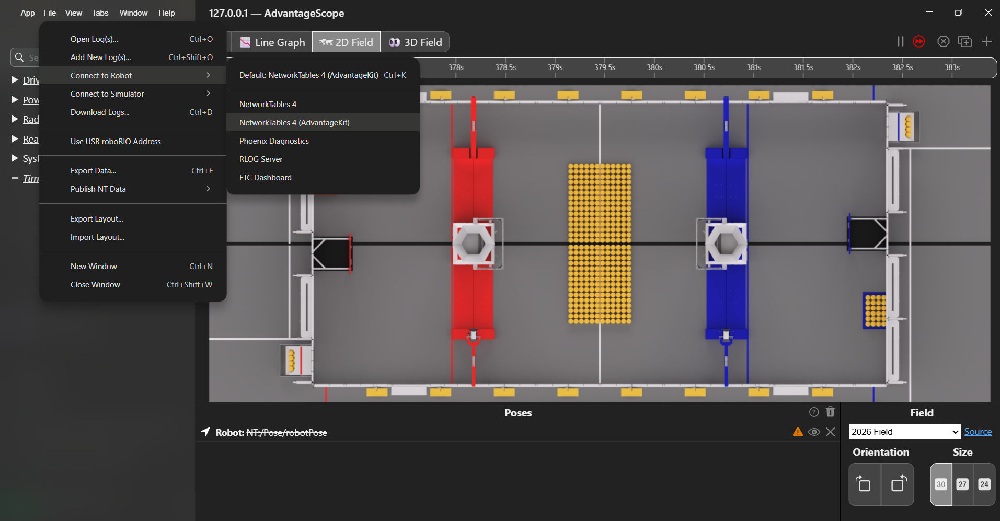 App File View Tabs Window Help
127.0.0.1 — AdvantageScope
Open Log(s)... Ctrl+O
Add New Log(s)... Ctrl+Shift+O
Connect to Robot
Connect to Simulator
Download Logs... Ctrl+D
Use USB roboRIO Address
Export Data... Ctrl+E
Publish NT Data
Export Layout...
Import Layout...
New Window Ctrl+N
Close Window Ctrl+Shift+W
Se
Driv
Pow
Rad
Rea
Syst
Tim
Line Graph
2D Field
3D Field
Default: NetworkTables 4 (AdvantageKit) Ctrl+K
NetworkTables 4
NetworkTables 4 (AdvantageKit)
Phoenix Diagnostics
RLOG Server
FTC Dashboard
378s 378.5s 379s 379.5s 380s 380.5s 381s 381.5s 382s 382.5s 383s
Poses
Robot: NT:/Pose/robotPose
Field
2026 Field Source
Orientation Size
30 27 24